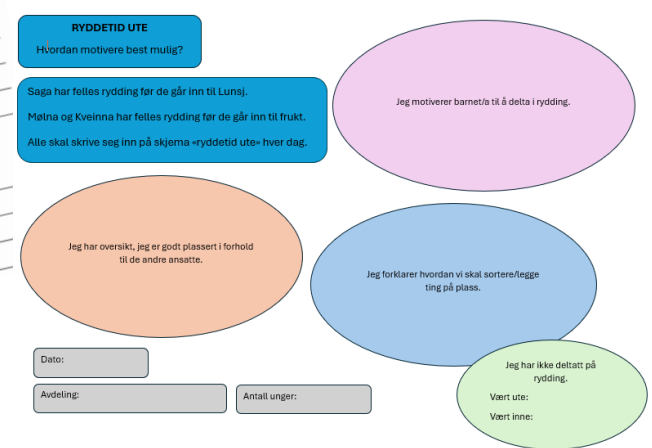 RYDDETID UTE
Hvordan motivere best mulig?
Saga har felles rydding før de går inn til Lunsj.
Mølna og Kveinna har felles rydding før de går inn til frukt.
Alle skal skrive seg inn på skjema «ryddetid ute» hver dag.
Jeg motiverer barnet/a til å delta i rydding.
Jeg har oversikt, jeg er godt plassert i forhold
til de andre ansatte.
Jeg forklarer hvordan vi skal sortere/legge
ting på plass.
Jeg har ikke deltatt på
rydding.
Vært ute:
Vært inne:
Dato:
Avdeling:
Antall unger: